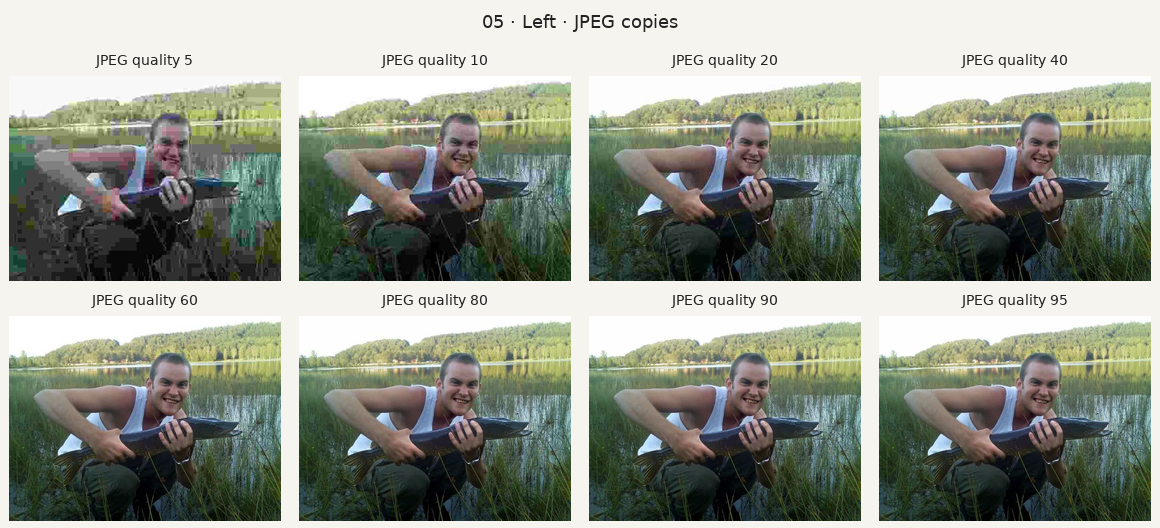 05 · Left · JPEG copies
JPEG quality 5
JPEG quality 10
JPEG quality 20
JPEG quality 40
JPEG quality 60
JPEG quality 80
JPEG quality 90
JPEG quality 95